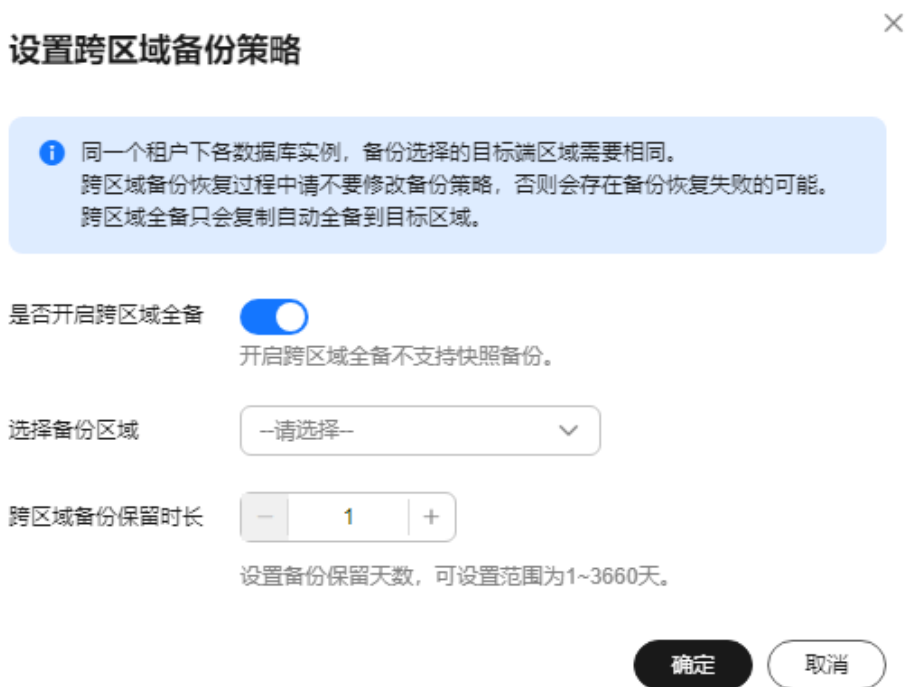 设置跨区域备份策略
同一个租户下各数据库实例，备份选择的目标端区域需要相同。
跨区域备份恢复过程中请不要修改备份策略，否则会存在备份恢复失败的可能。
跨区域全备只会复制自动全备到目标区域。
是否开启跨区域全备
开启跨区域全备不支持快照备份。
选择备份区域
--请选择--
跨区域备份保留时长
1
设置备份保留天数，可设置范围为1~3660天。
确定
取消